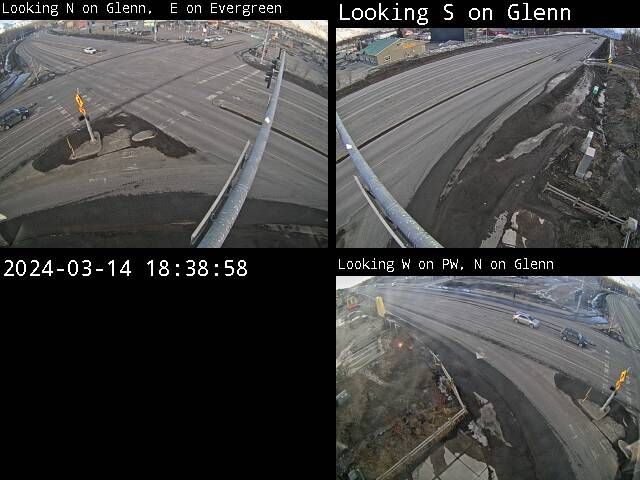 Looking N on Glenn,  E on Evergreen
Looking S on Glenn
2024-03-14 18:38:58
Looking W on PW, N on Glenn